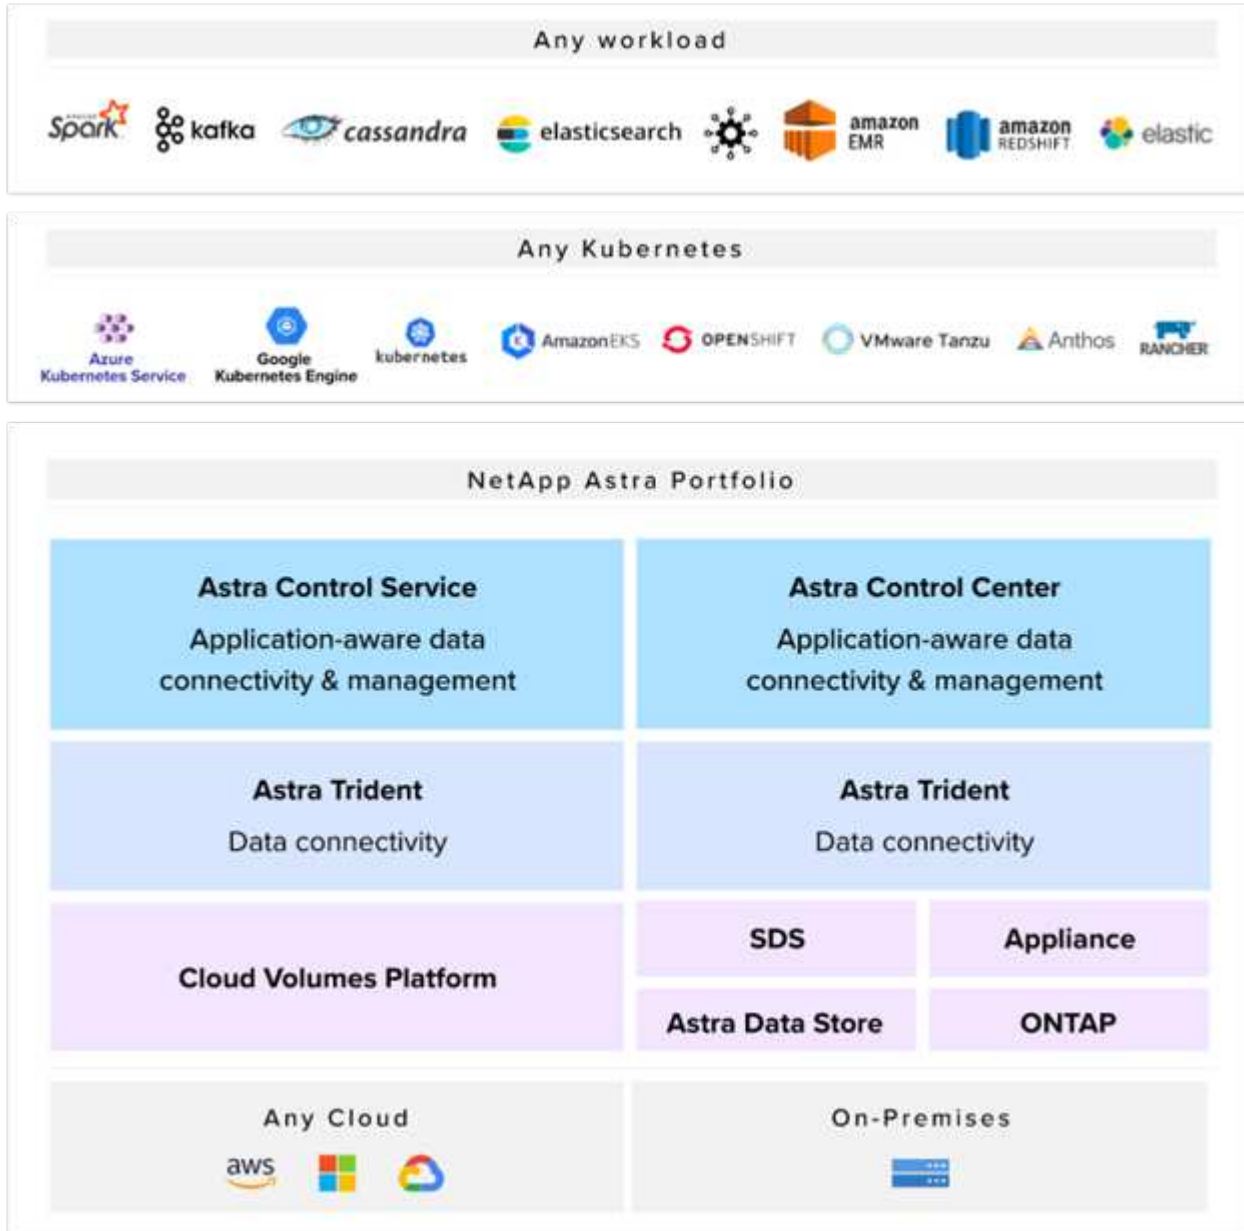 Any workload
Spark
kafka
cassandra
elasticsearch
amazon
EMR
amazon
REDSHIFT
elastic
Any Kubernetes
Azure
Kubernetes Service
Google
Kubernetes Engine
kubernetes
AmazonEKS
OPENSHIFT
VMware Tanzu
Anthos
RANCHER
NetApp Astra Portfolio
Astra Control Service
Application-aware data
connectivity & management
Astra Control Center
Application-aware data
connectivity & management
Astra Trident
Data connectivity
Astra Trident
Data connectivity
Cloud Volumes Platform
SDS
Appliance
Astra Data Store
ONTAP
Any Cloud
aws
On-Premises